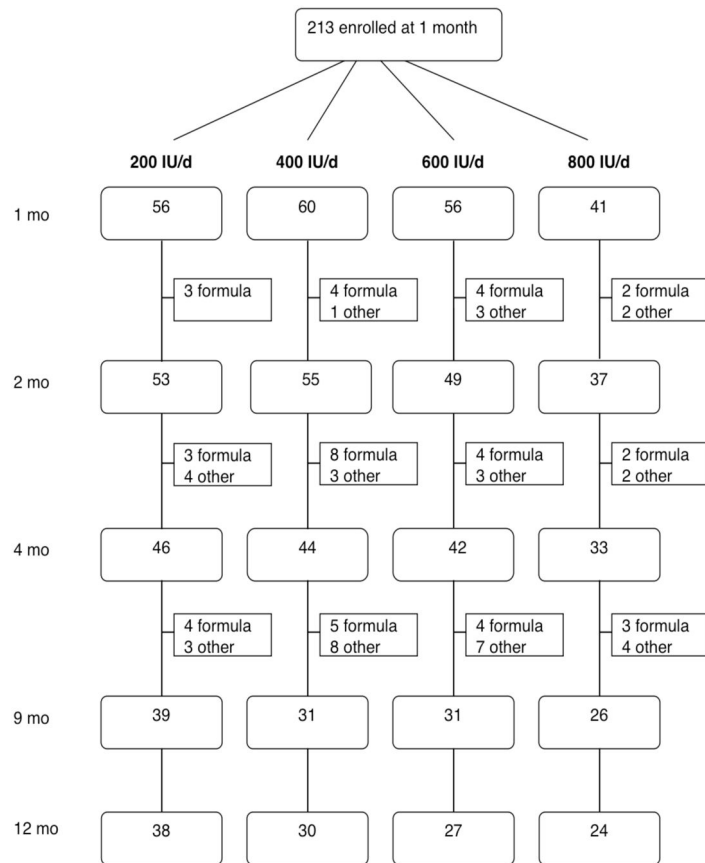 213 enrolled at 1 month
200 IU/d 400 IU/d 600 IU/d 800 IU/d
1 mo 56 60 56 41
3 formula 4 formula 4 formula 2 formula
1 other 3 other 2 other
2 mo 53 55 49 37
3 formula 8 formula 4 formula 2 formula
4 other 3 other 3 other 2 other
4 mo 46 44 42 33
4 formula 5 formula 4 formula 3 formula
3 other 8 other 7 other 4 other
9 mo 39 31 31 26
12 mo 38 30 27 24